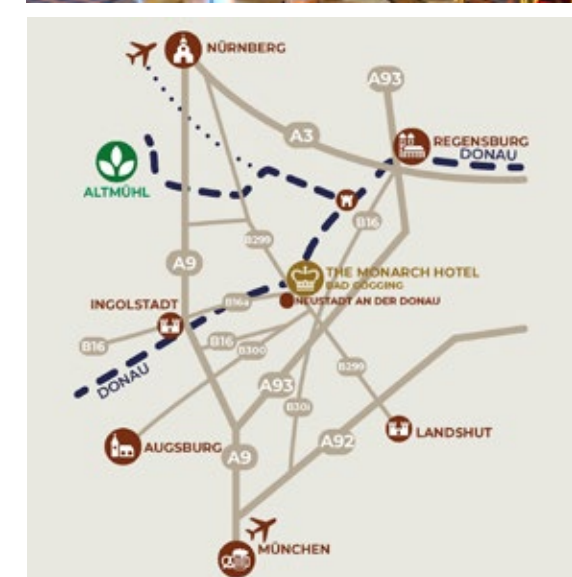 NÜRNBERG
A93
A3
REGENSBURG
DONAU
ALTMÜHL
B16
B299
A9
THE MONARCH HOTEL
BAD GÖGGING
NEUSTADT AN DER DONAU
INGOLSTADT
B16a
B16
B16
B300
DONAU
B299
A93
B301
LANDSHUT
A92
AUGSBURG
A9
MÜNCHEN